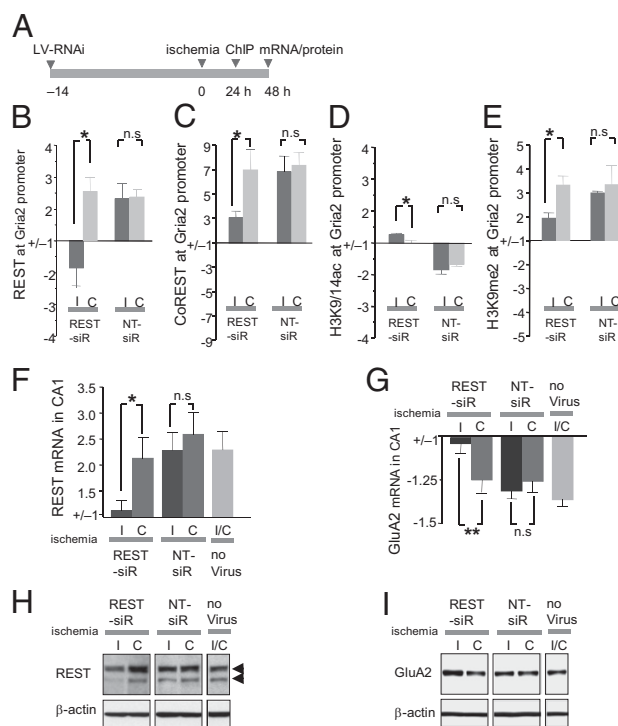 A
LV-RNAi ischemia ChIP mRNA/protein
–14 0 24 h 48 h
B
REST at Gria2 promoter
4
3
2
+/–1
-2
-3
-4
*
n.s
I C I C
REST
-siR
NT-
siR
C
CoREST at Gria2 promoter
9
7
5
3
+/–1
-3
-5
-7
-9
*
n.s
I C I C
REST
-siR
NT-
siR
D
H3K9/14ac at Gria2 promoter
4
3
2
+/–1
-2
-3
-4
*
n.s
I C I C
REST
-siR
NT-
siR
E
H3K9me2 at Gria2 promoter
5
4
3
2
+/–1
-2
-3
-4
-5
*
n.s
I C I C
REST
-siR
NT-
siR
F
REST mRNA in CA1
3.5
2.5
2.0
1.5
+/–1
*
n.s
I C I C I/C
ischemia
REST
-siR
NT-
siR
no
Virus
G
REST
-siR
NT-
siR
no
Virus
ischemia
I C I C I/C
GluA2 mRNA in CA1
+/–1
-1.25
-1.5
**
n.s
H
REST
-siR
NT-
siR
no
Virus
ischemia
I C I C I/C
REST
β-actin
I
REST
-siR
NT-
siR
no
Virus
ischemia
I C I C I/C
GluA2
β-actin